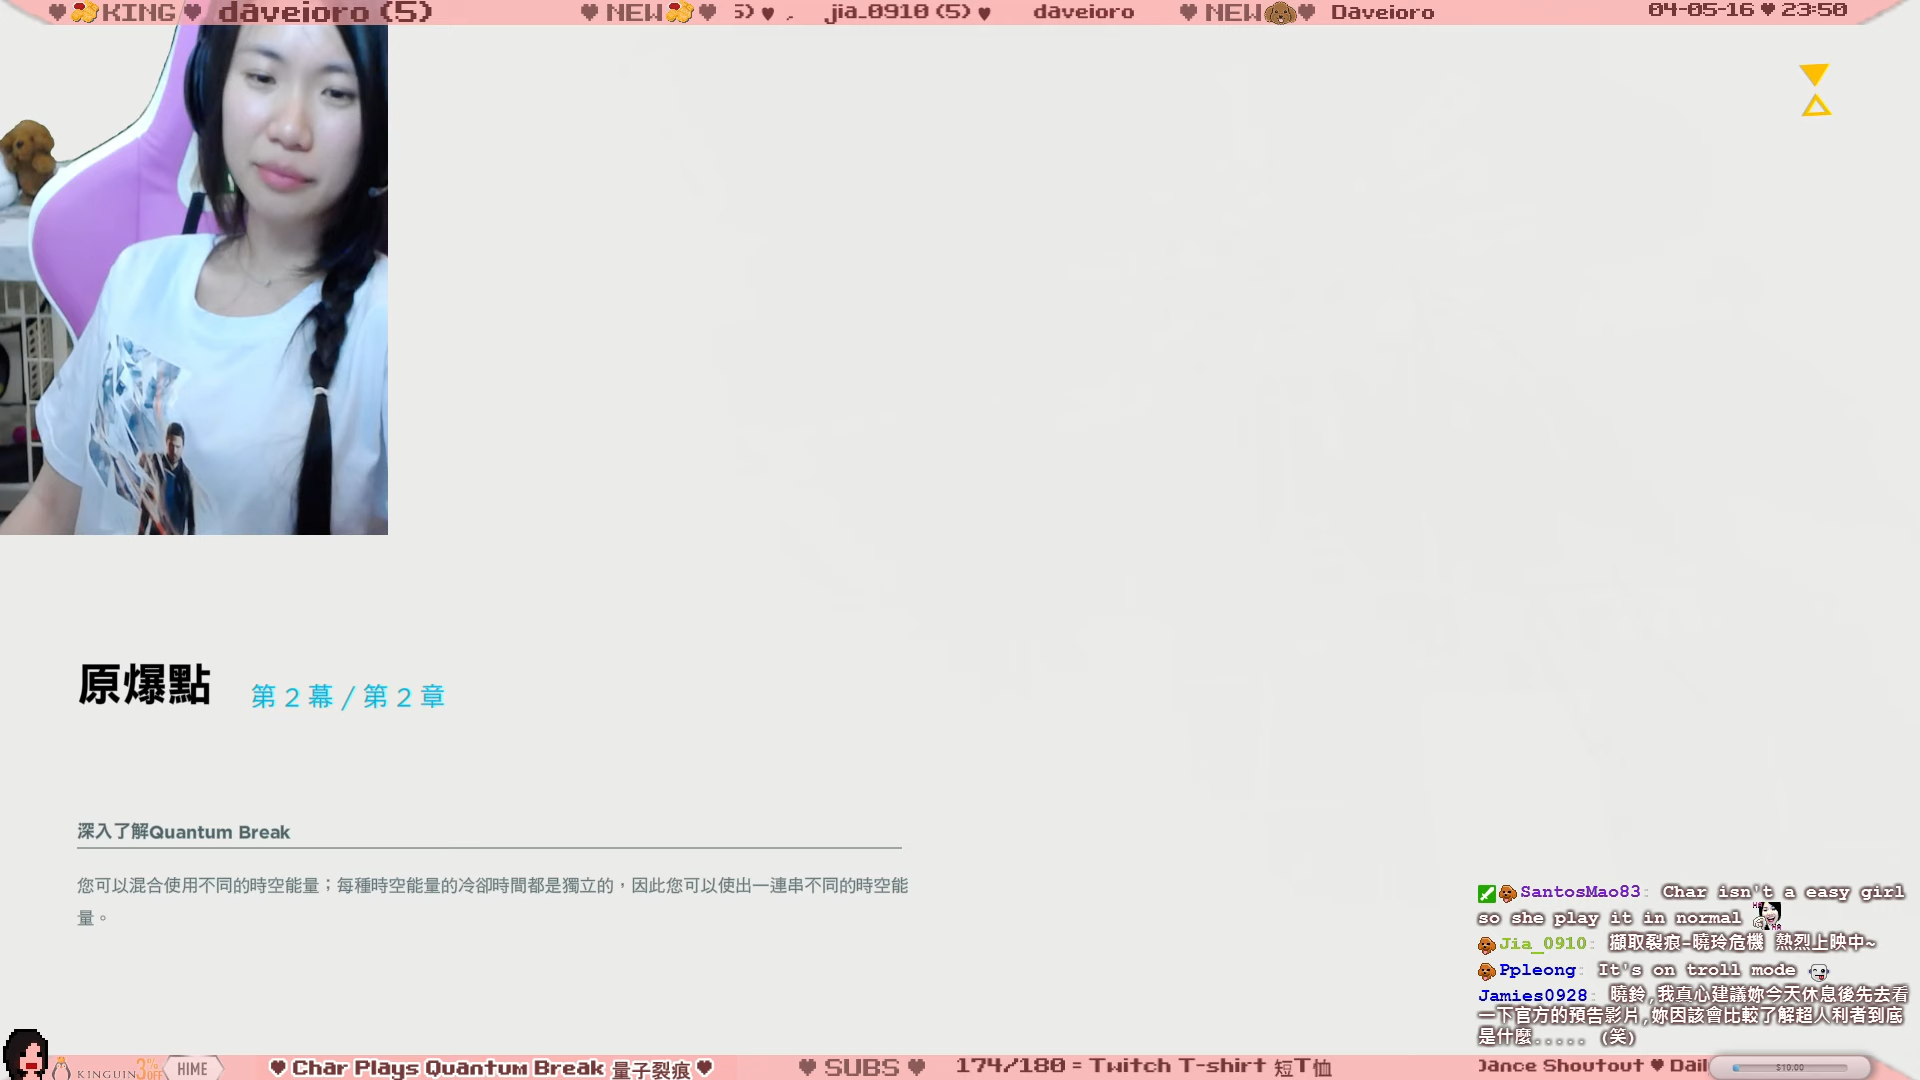 KING daveioro (5) NEW 5) ♥ , jia_0910 (5) ♥ daveioro NEW Daveioro 04-05-16 ♥ 23:50
原爆點 第 2 幕 / 第 2 章
深入了解Quantum Break
您可以混合使用不同的時空能量；每種時空能量的冷卻時間都是獨立的，因此您可以使出一連串不同的時空能
量。
SantosMao83: Char isn't a easy girl
so she play it in normal
Jia_0910: 擷取裂痕-曉玲危機 熱烈上映中~
Ppleong: It's on troll mode
Jamies0928: 曉鈴,我真心建議妳今天休息後先去看
一下官方的預告影片,妳因該會比較了解超人利者到底
是什麼..... (笑)
KINGUIN 3% OFF HIME ♥ Char Plays Quantum Break 量子裂痕 ♥ ♥ SUBS ♥ 174/180 = Twitch T-shirt 短T恤 Dance Shoutout ♥ Dail $10.00